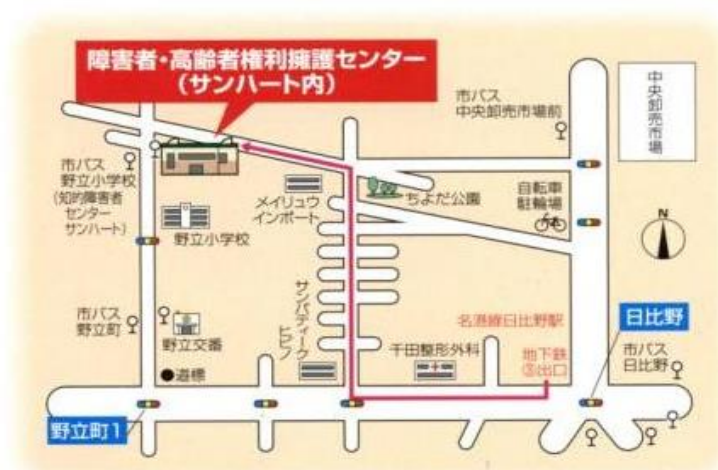 障害者・高齢者権利擁護センター
（サンハート内）
市バス
中央卸売市場前
中央卸売市場
市バス
野立小学校
（知的障害者
センター
サンハート）
メイリュウ
インポート
ちよだ公園
自転車
駐輪場
N
野立小学校
市バス
野立町
野立交番
●道標
サンパティーク
ヒビノ
千田整形外科
名港線日比野駅
地下鉄
③出口
日比野
市バス
日比野
野立町1